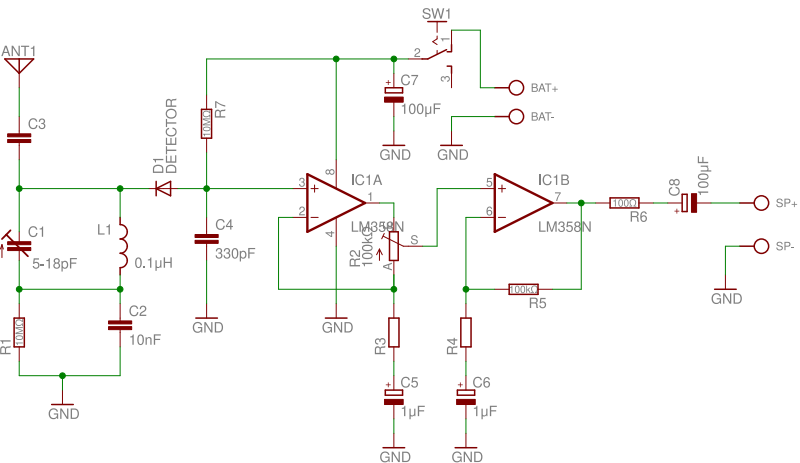 SW1
1
2
3
ANT1
C7
100µF
BAT+
BAT-
GND
GND
C3
D1
DETECTOR
R7
10MΩ
8
IC1A
3
2
1
4
LM358N
IC1B
5
6
7
LM358N
C8
100µF
100Ω
R6
SP+
SP-
GND
C1
5-18pF
L1
0.1µH
C4
330pF
R2
100kΩ
S
A
100kΩ
R5
R1
10MΩ
C2
10nF
GND
GND
GND
R3
R4
C5
1µF
C6
1µF
GND
GND